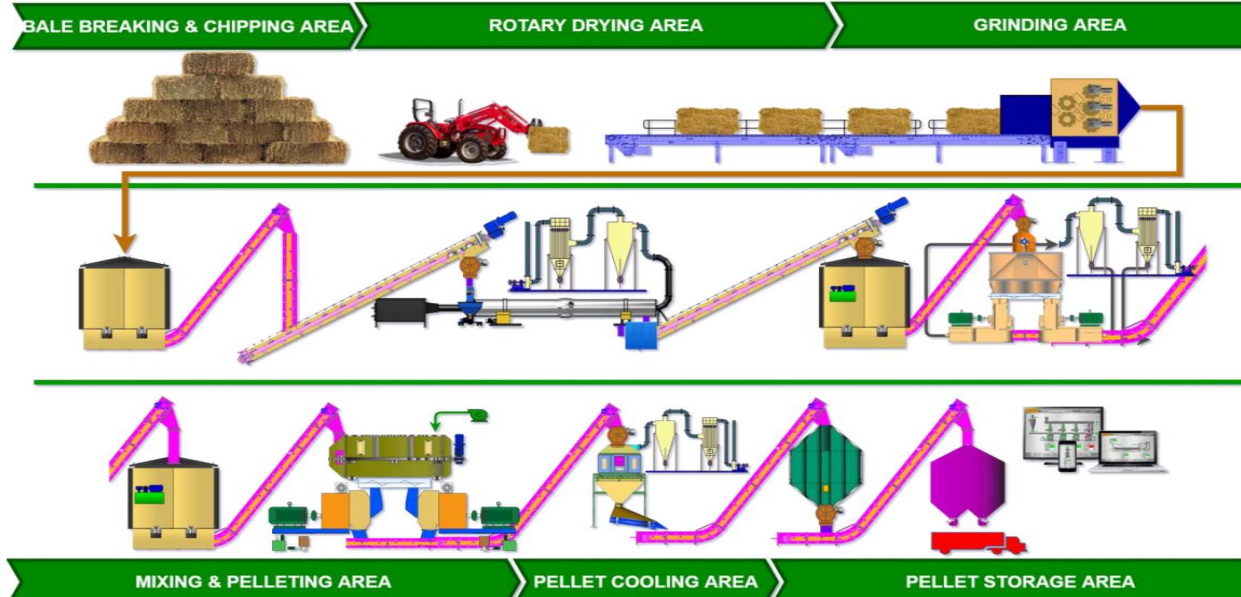 BALE BREAKING & CHIPPING AREA
ROTARY DRYING AREA
GRINDING AREA
MIXING & PELLETING AREA
PELLET COOLING AREA
PELLET STORAGE AREA